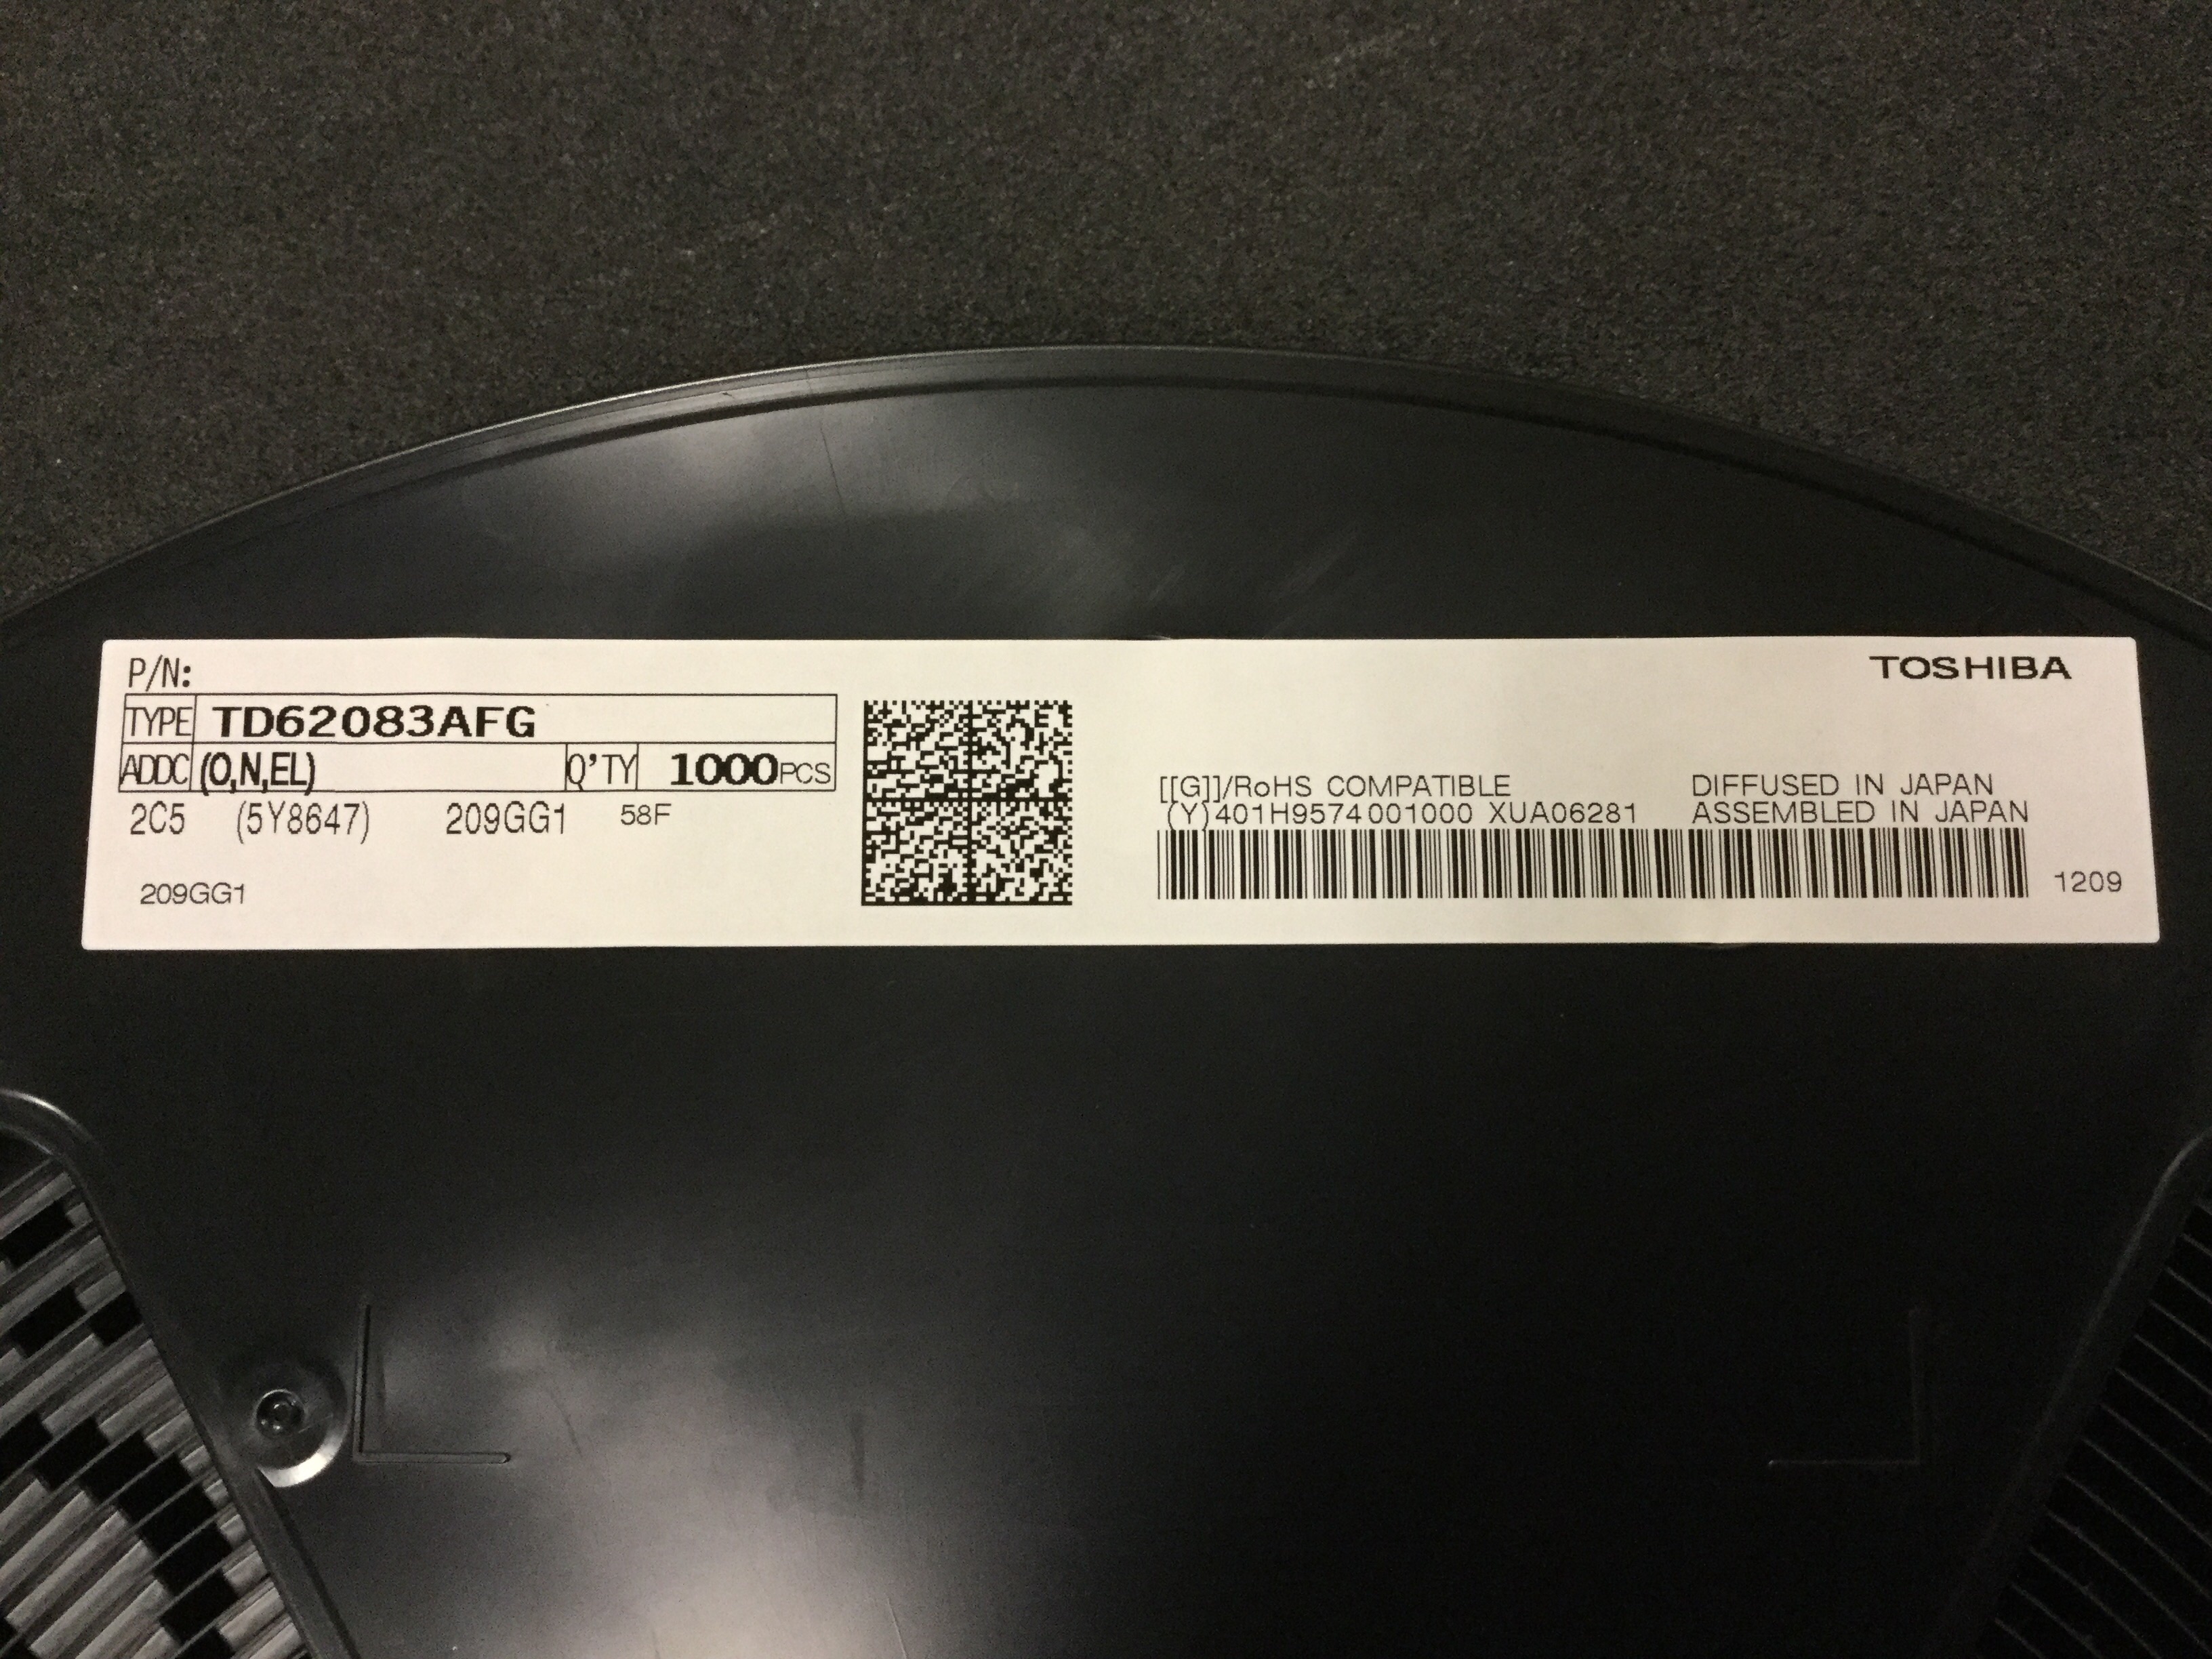 P/N:
TOSHIBA
TYPE TD62083AFG
ADDC (O,N,EL) Q'TY 1000PCS
2C5 (5Y8647) 209GG1 58F
209GG1
[[G]]/RoHS COMPATIBLE DIFFUSED IN JAPAN
(Y)401H9574001000 XUA06281 ASSEMBLED IN JAPAN
1209